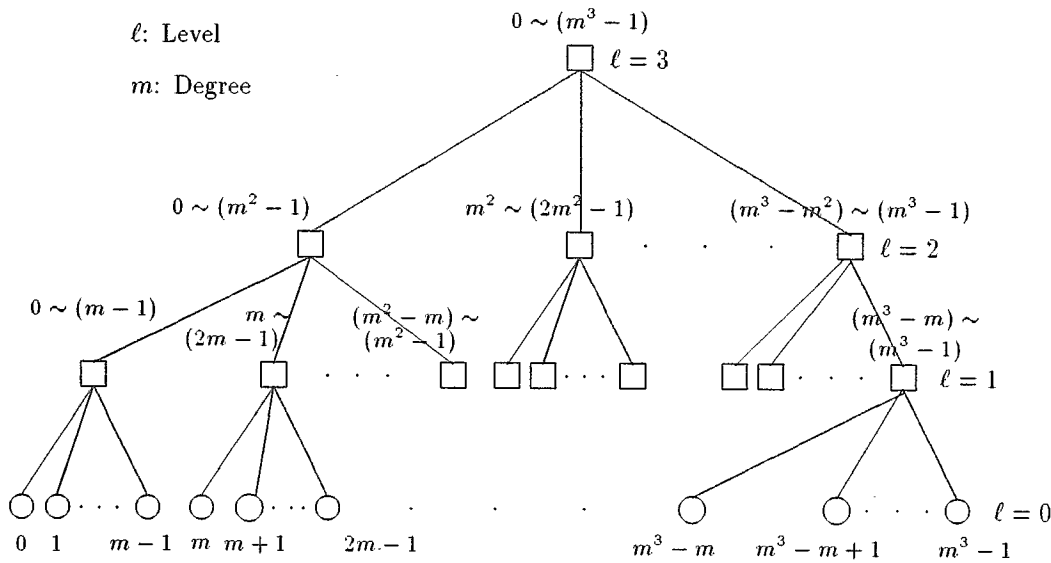 ℓ: Level
m: Degree
0 ∼ (m³ − 1)
ℓ = 3
0 ∼ (m² − 1)
m² ∼ (2m² − 1)
(m³ − m²) ∼ (m³ − 1)
ℓ = 2
0 ∼ (m − 1)
m ∼
(2m − 1)
(m² − m) ∼
(m² − 1)
(m³ − m) ∼
(m³ − 1)
ℓ = 1
ℓ = 0
0 1 m − 1 m m + 1 2m − 1 m³ − m m³ − m + 1 m³ − 1